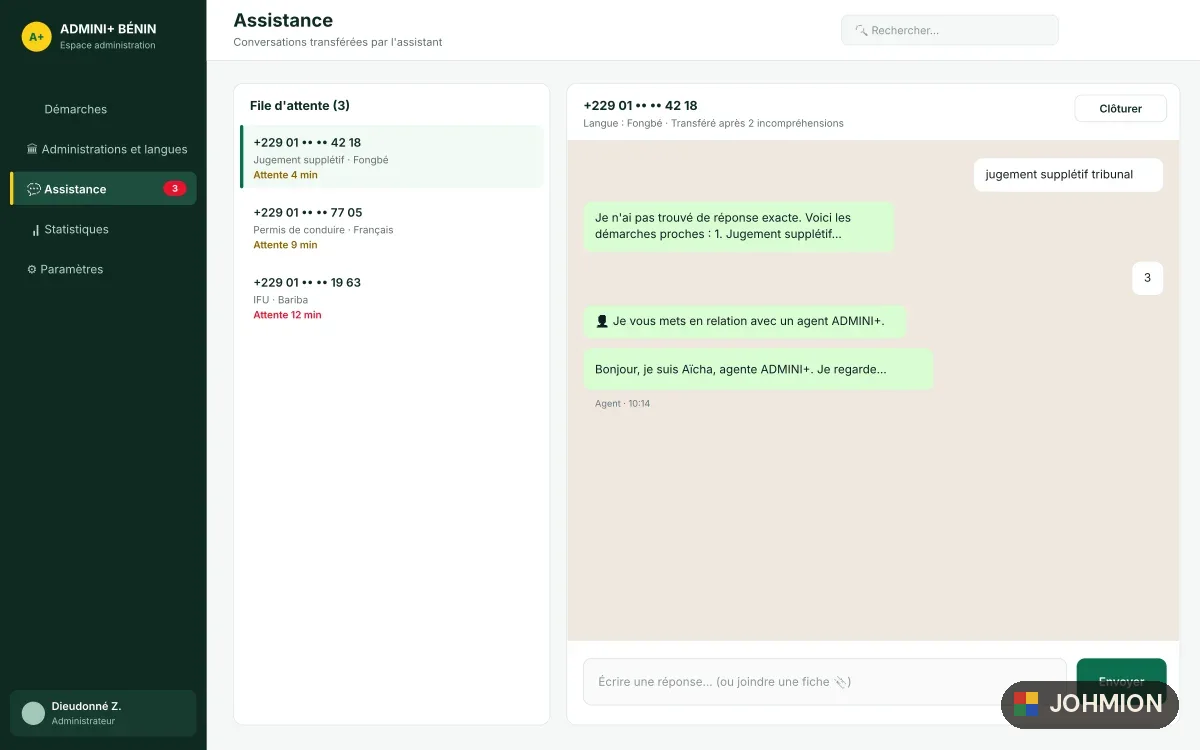 A+
ADMINI+ BÉNIN
Espace administration
Démarches
Administrations et langues
Assistance
3
Statistiques
Paramètres
Dieudonné Z.
Administrateur
Assistance
Conversations transférées par l'assistant
Rechercher...
File d'attente (3)
+229 01 •• •• 42 18
Jugement supplétif · Fongbé
Attente 4 min
+229 01 •• •• 77 05
Permis de conduire · Français
Attente 9 min
+229 01 •• •• 19 63
IFU · Bariba
Attente 12 min
+229 01 •• •• 42 18
Langue : Fongbé · Transféré après 2 incompréhensions
Clôturer
jugement supplétif tribunal
Je n'ai pas trouvé de réponse exacte. Voici les
démarches proches : 1. Jugement supplétif...
3
Je vous mets en relation avec un agent ADMINI+.
Bonjour, je suis Aïcha, agente ADMINI+. Je regarde...
Agent · 10:14
Écrire une réponse... (ou joindre une fiche 📎)
Envoyer
JOHMION